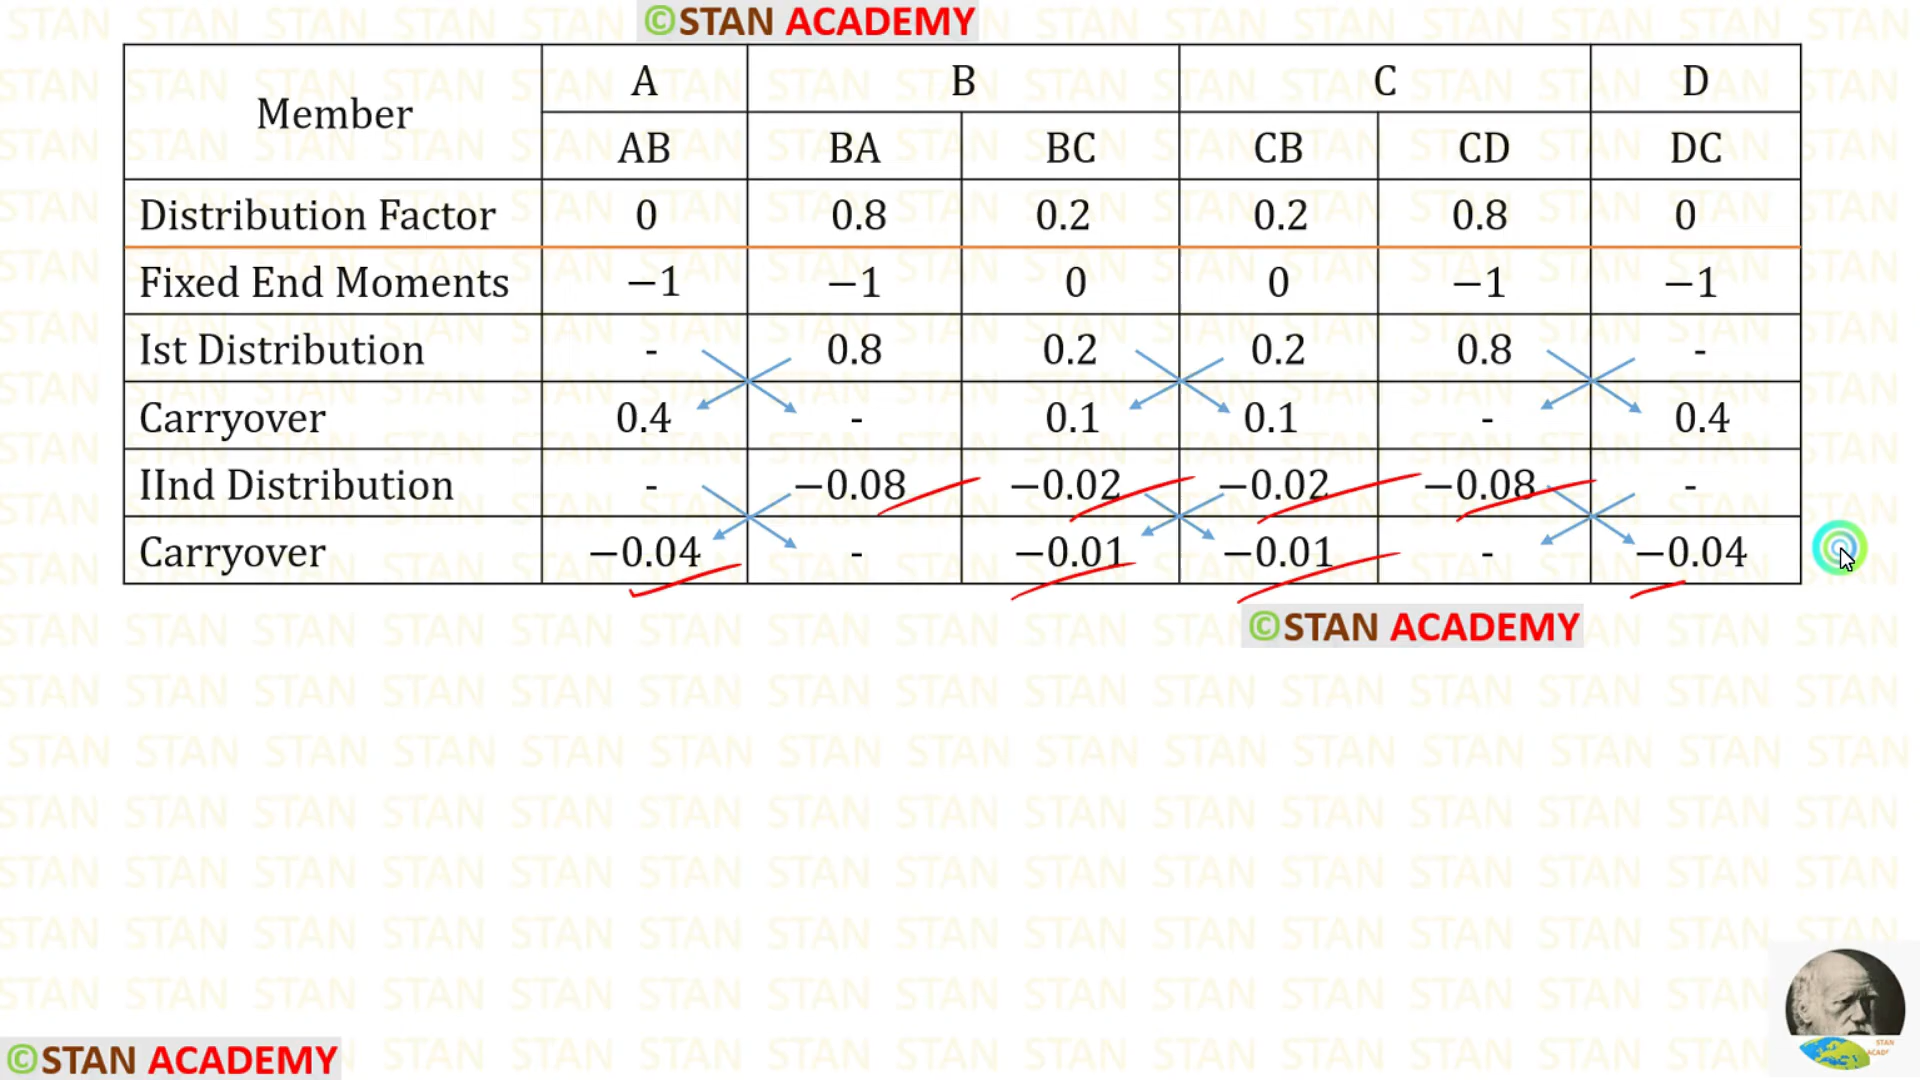 ©STAN ACADEMY
Member A B C D
AB BA BC CB CD DC
Distribution Factor 0 0.8 0.2 0.2 0.8 0
Fixed End Moments −1 −1 0 0 −1 −1
Ist Distribution - 0.8 0.2 0.2 0.8 -
Carryover 0.4 - 0.1 0.1 - 0.4
IInd Distribution - −0.08 −0.02 −0.02 −0.08 -
Carryover −0.04 - −0.01 −0.01 - −0.04
©STAN ACADEMY
©STAN ACADEMY